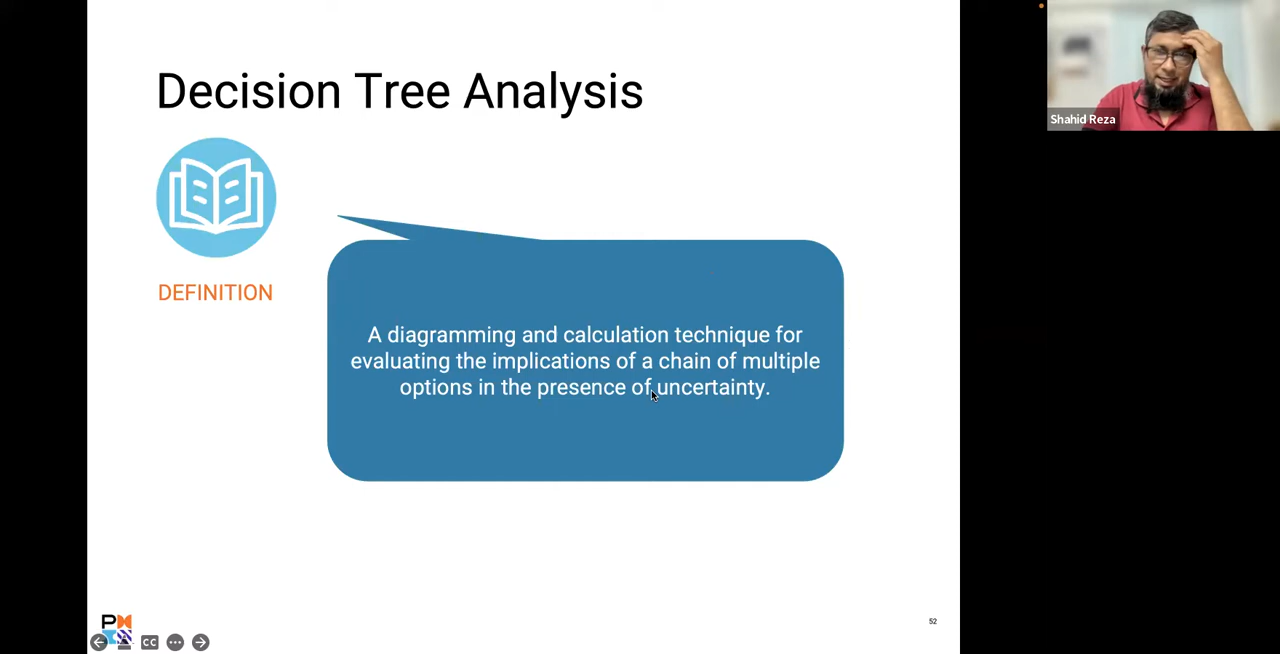 Decision Tree Analysis
Shahid Reza
DEFINITION
A diagramming and calculation technique for
evaluating the implications of a chain of multiple
options in the presence of uncertainty.
P
52
CC